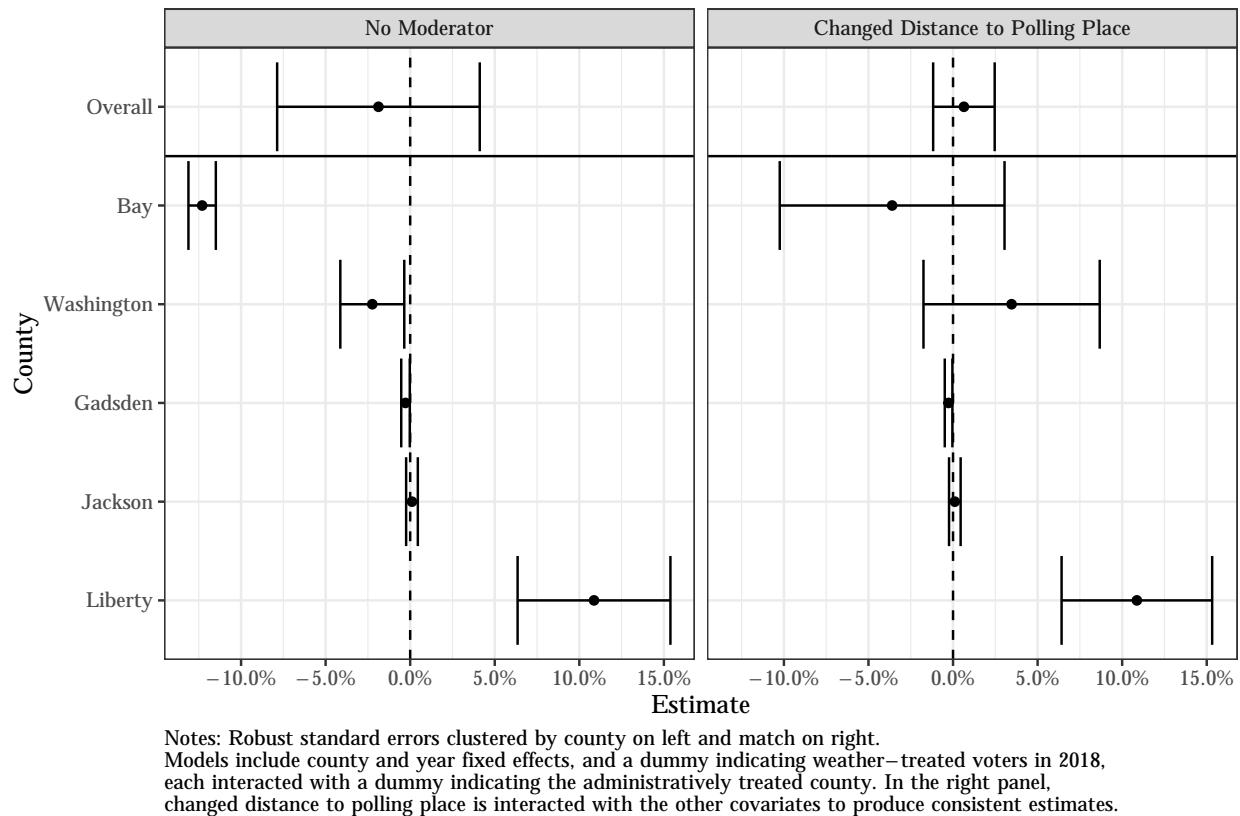 No Moderator
Changed Distance to Polling Place
County
Overall
Bay
Washington
Gadsden
Jackson
Liberty
−10.0% −5.0% 0.0% 5.0% 10.0% 15.0%
−10.0% −5.0% 0.0% 5.0% 10.0% 15.0%
Estimate
Notes: Robust standard errors clustered by county on left and match on right.
Models include county and year fixed effects, and a dummy indicating weather−treated voters in 2018,
each interacted with a dummy indicating the administratively treated county. In the right panel,
changed distance to polling place is interacted with the other covariates to produce consistent estimates.